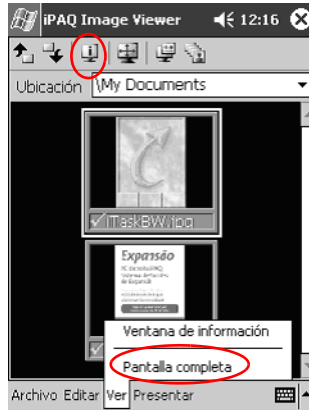 iPAQ Image Viewer 12:16
Ubicación \My Documents
iTaskBW.jpg
Expansão
Ventana de información
Pantalla completa
Archivo Editar Ver Presentar